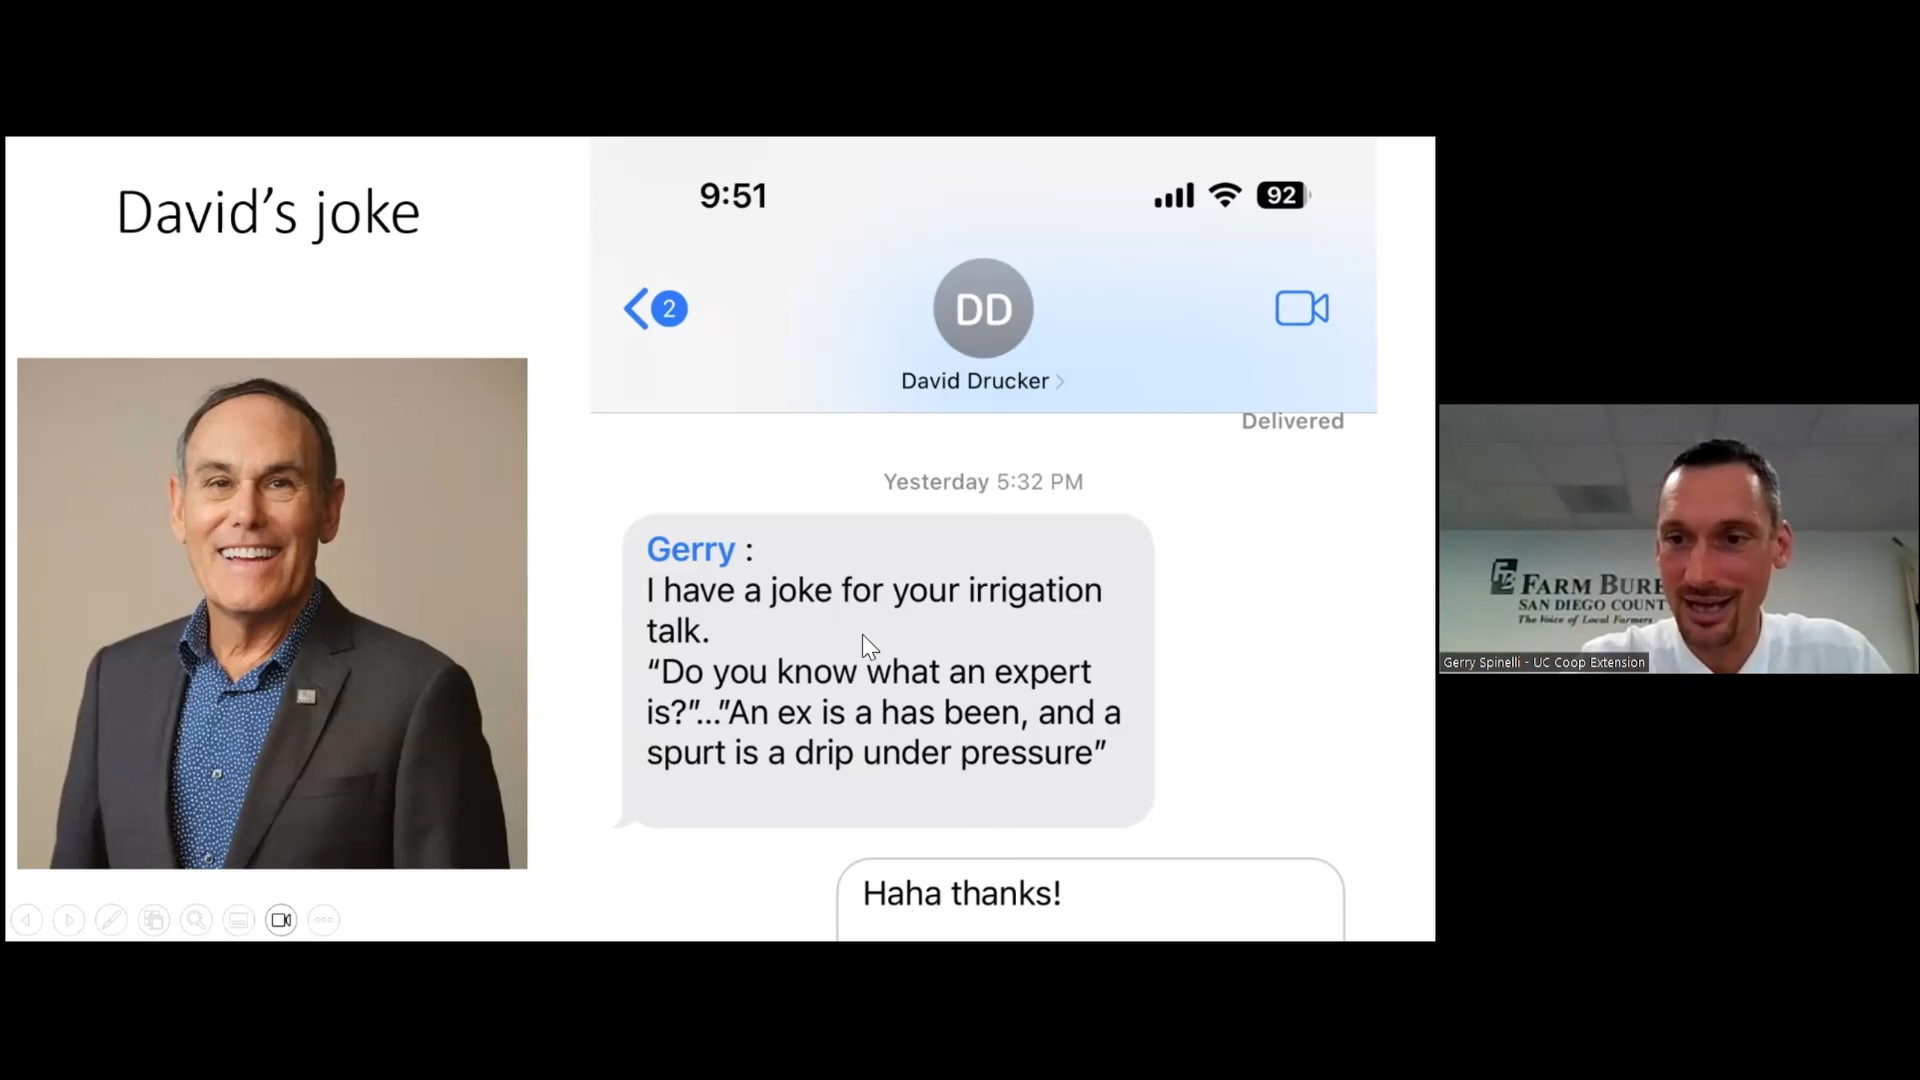 David's joke
9:51
92
2
DD
David Drucker
Delivered
Yesterday 5:32 PM
Gerry :
I have a joke for your irrigation
talk.
“Do you know what an expert
is?”...”An ex is a has been, and a
spurt is a drip under pressure”
Haha thanks!
FB
FARM BURE
SAN DIEGO COUNT
The Voice of Local Farmers
Gerry Spinelli - UC Coop Extension